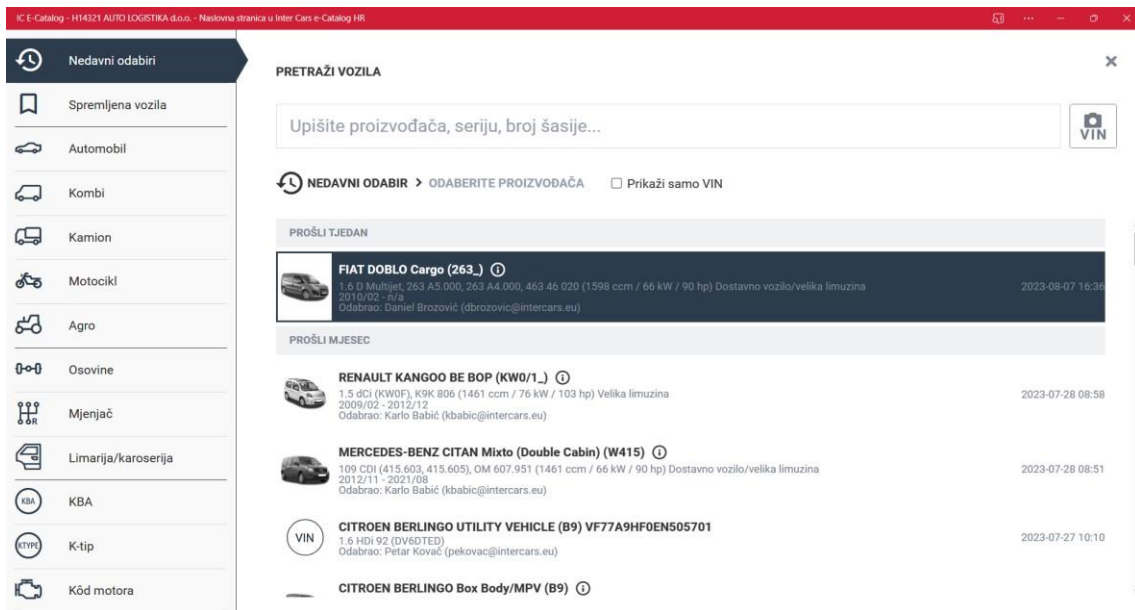 IC E-Catalog - H14321 AUTO LOGISTIKA d.o.o. - Naslovna stranica u Inter Cars e-Catalog HR
Nedavni odabiri
Spremljena vozila
Automobil
Kombi
Kamion
Motocikl
Agro
Osovine
Mjenjač
Limarija/karoserija
KBA
KBA
KTYPE
K-tip
Kôd motora
PRETRAŽI VOZILA
Upišite proizvođača, seriju, broj šasije...
VIN
NEDAVNI ODABIR > ODABERITE PROIZVOĐAČA Prikaži samo VIN
PROŠLI TJEDAN
FIAT DOBLO Cargo (263_)
1.6 D Multijet, 263 A5.000, 263 A4.000, 463 46 020 (1598 ccm / 66 kW / 90 hp) Dostavno vozilo/velika limuzina
2023-08-07 16:36
2010/02 - n/a
Odabrao: Daniel Brozović (dbrozovic@intercars.eu)
PROŠLI MJESEC
RENAULT KANGOO BE BOP (KW0/1_)
1.5 dCi (KW0F), K9K 806 (1461 ccm / 76 kW / 103 hp) Velika limuzina
2023-07-28 08:58
2009/02 - 2012/12
Odabrao: Karlo Babić (kbabic@intercars.eu)
MERCEDES-BENZ CITAN Mixto (Double Cabin) (W415)
109 CDI (415.603, 415.605), OM 607.951 (1461 ccm / 66 kW / 90 hp) Dostavno vozilo/velika limuzina
2023-07-28 08:51
2012/11 - 2021/08
Odabrao: Karlo Babić (kbabic@intercars.eu)
VIN
CITROEN BERLINGO UTILITY VEHICLE (B9) VF77A9HF0EN505701
1.6 HDi 92 (DV6DTED)
2023-07-27 10:10
Odabrao: Petar Kovač (pekovac@intercars.eu)
CITROEN BERLINGO Box Body/MPV (B9)